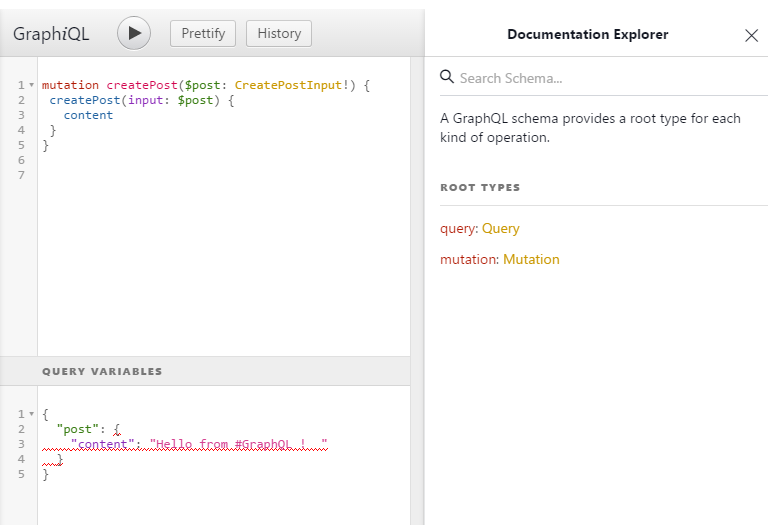 GraphiQL
Prettify
History
1 mutation createPost($post: CreatePostInput!) {
2 createPost(input: $post) {
3 content
4 }
5 }
6
7
QUERY VARIABLES
1 {
2 "post": {
3 "content": "Hello from #GraphQL !  "
4 }
5 }
Documentation Explorer
Search Schema...
A GraphQL schema provides a root type for each
kind of operation.
ROOT TYPES
query: Query
mutation: Mutation